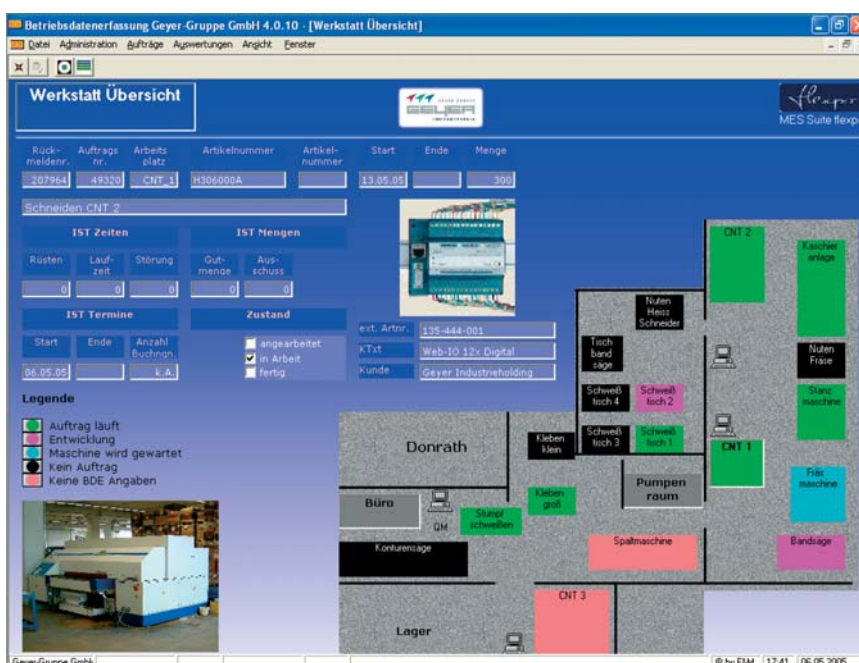 Betriebsdatenerfassung Geyer-Gruppe GmbH 4.0.10 - [Werkstatt Übersicht]
Datei Administration Aufträge Auswertungen Ansicht Fenster
Werkstatt Übersicht
GEYER
MES Suite flexp
Rück-
meldenr.
Auftrags
nr.
Arbeits
platz
Artikelnummer
Artikel-
nummer
Start
Ende
Menge
207964
49320
CNT_1
H306000A
13.05.05
300
Schneiden CNT 2
IST Zeiten
IST Mengen
Rüsten
Lauf-
zeit
Störung
Gut-
menge
Aus-
schuss
0
0
0
0
0
IST Termine
Zustand
Start
Ende
Anzahl
Buchngn.
angearbeitet
in Arbeit
fertig
06.05.05
k.A.
ext. Artnr.
135-444-001
KTxt
Web-IO 12x Digital
Kunde
Geyer Industrieholding
Legende
Auftrag läuft
Entwicklung
Maschine wird gewartet
Kein Auftrag
Keine BDE Angaben
CNT 2
Kaschier
anlage
Nuten
Heiss
Schneider
Tisch
band
säge
Nuten
Fräse
Schweiß
tisch 4
Schweiß
tisch 2
Stanz
maschine
Schweiß
tisch 3
Schweiß
tisch 1
CNT 1
Donrath
Kleben
klein
Pumpen
raum
Fräs
maschine
Büro
QM
Stumpf
schweißen
Kleben
groß
Konturensäge
Spaltmaschine
Bandsäge
CNT 3
Lager
Geyer-Gruppe GmbH
© by FLM
17:41
06.05.2005